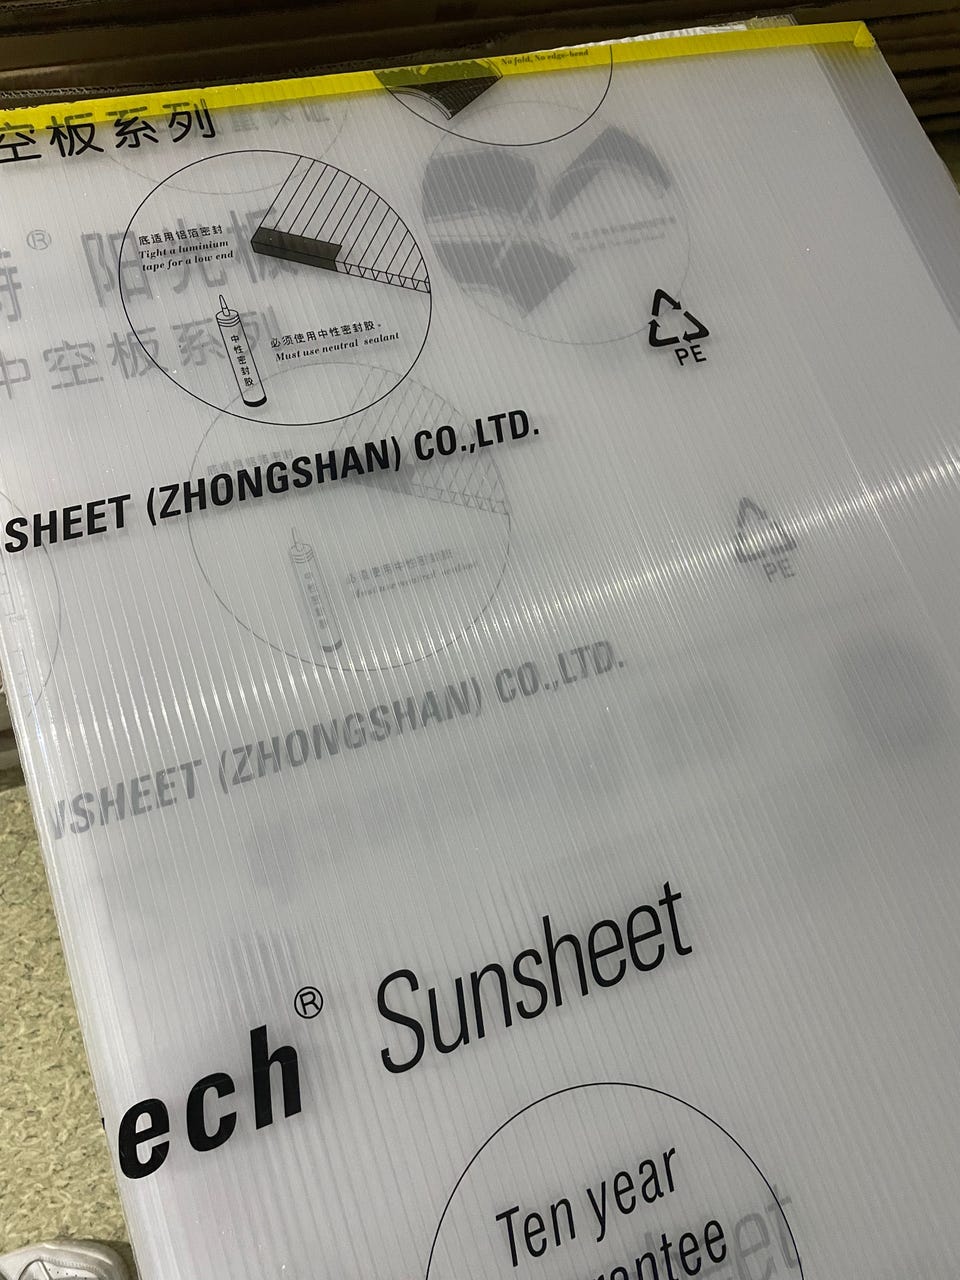 No fold, No edge-bend
空板系列
底适用铝箔密封
Tight a luminium
tape for a low end
® 阳光板
中空板系列
必须使用中性密封胶。
Must use neutral sealant
中性密封胶
PE
SHEET (ZHONGSHAN) CO.,LTD.
PE
SHEET (ZHONGSHAN) CO.,LTD.
ech® Sunsheet
Ten year